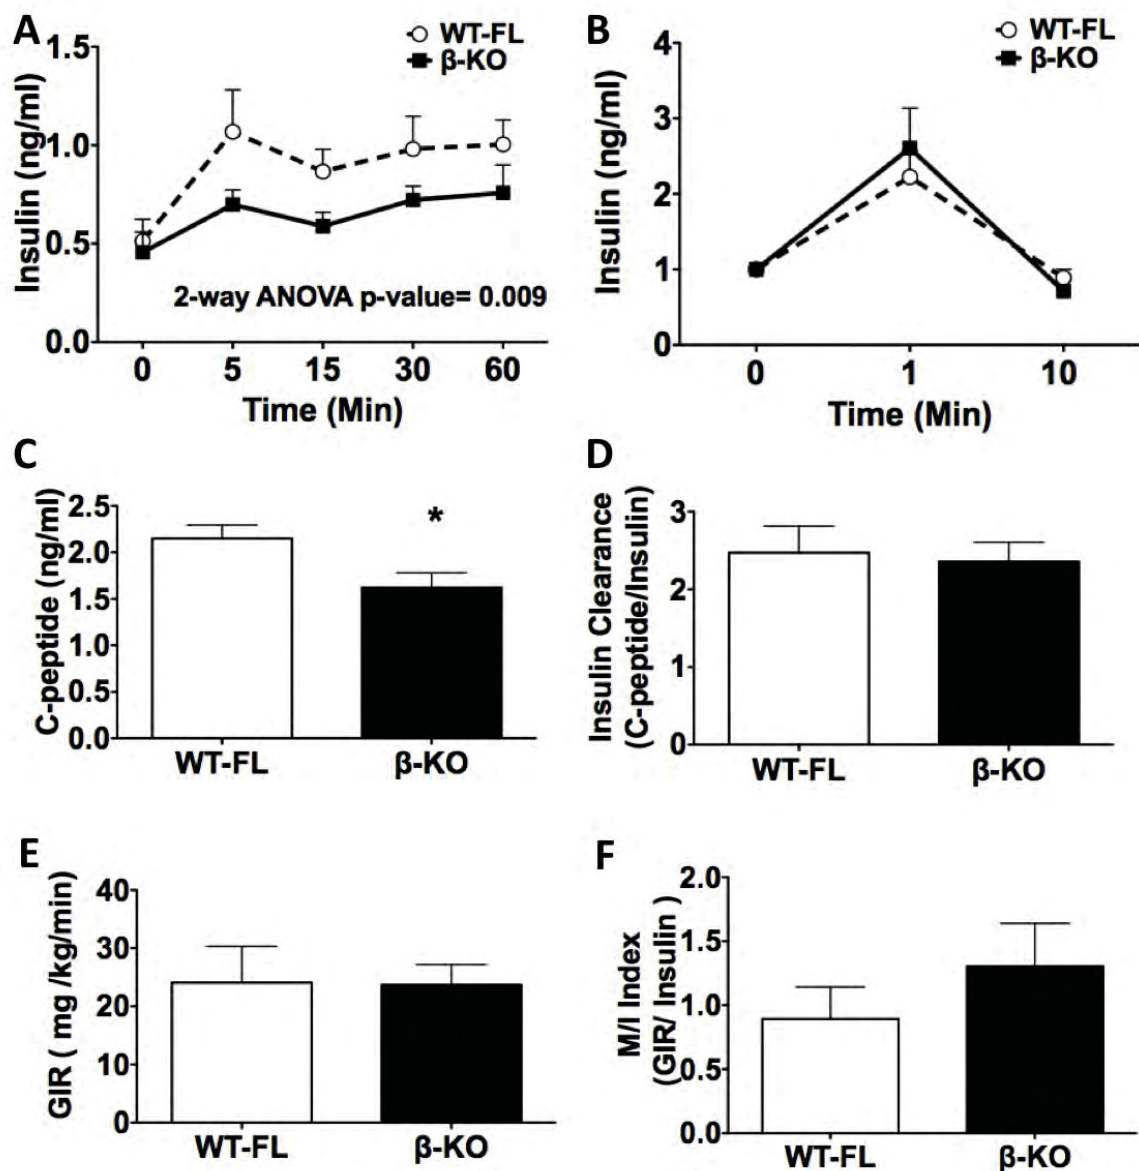 A
WT-FL
β-KO
Insulin (ng/ml)
1.5
1.0
0.5
0.0
2-way ANOVA p-value= 0.009
0 5 15 30 60
Time (Min)
B
WT-FL
β-KO
Insulin (ng/ml)
4
3
2
1
0
0 1 10
Time (Min)
C
C-peptide (ng/ml)
2.5
2.0
1.5
1.0
0.5
0.0
*
WT-FL β-KO
D
Insulin Clearance
(C-peptide/Insulin)
3
2
1
0
WT-FL β-KO
E
GIR ( mg /kg/min)
40
30
20
10
0
WT-FL β-KO
F
M/I Index
(GIR/ Insulin )
2.0
1.5
1.0
0.5
0.0
WT-FL β-KO